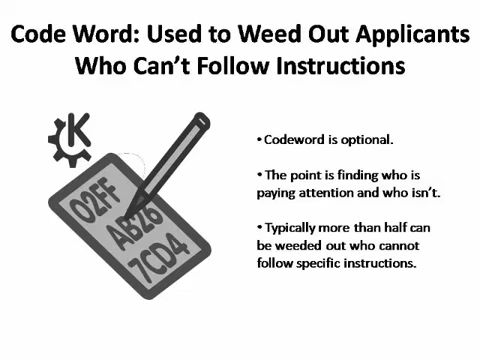 Code Word: Used to Weed Out Applicants
Who Can't Follow Instructions
K
02FF
AB26
7CD4
• Codeword is optional.
• The point is finding who is
paying attention and who isn't.
• Typically more than half can
be weeded out who cannot
follow specific instructions.